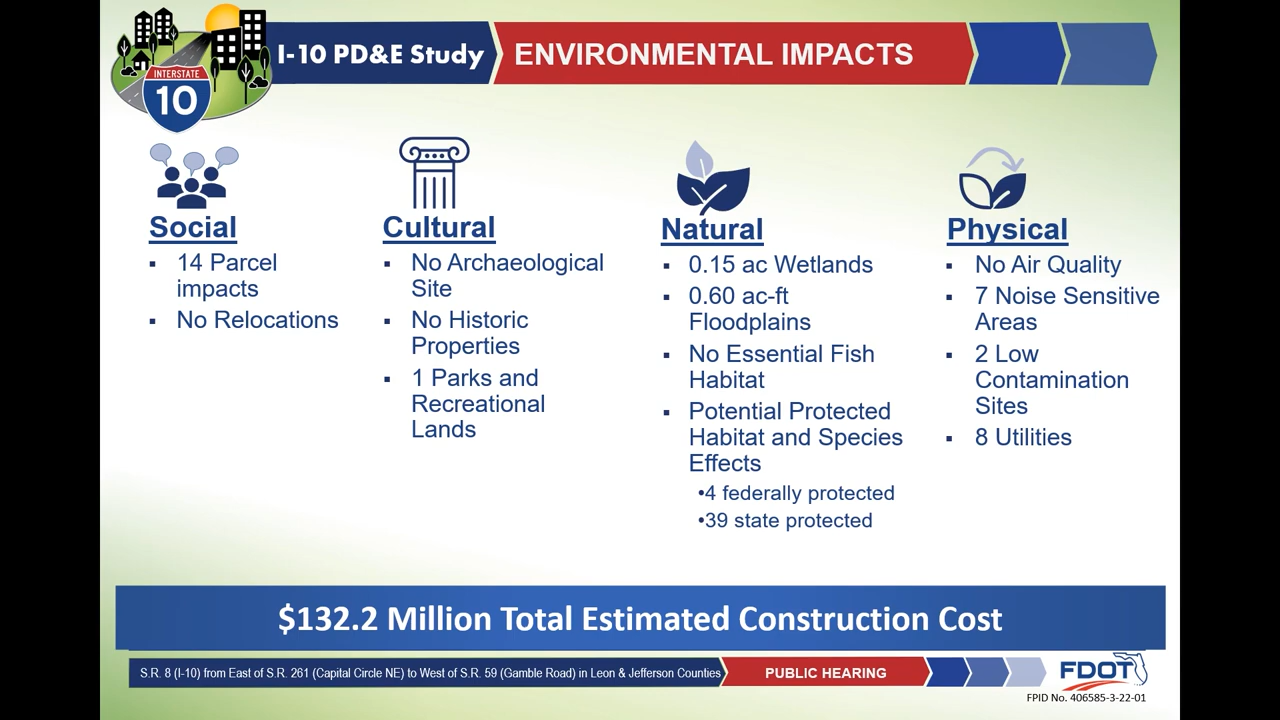 INTERSTATE
10
I-10 PD&E Study
ENVIRONMENTAL IMPACTS
Social
▪ 14 Parcel
impacts
▪ No Relocations
Cultural
▪ No Archaeological
Site
▪ No Historic
Properties
▪ 1 Parks and
Recreational
Lands
Natural
▪ 0.15 ac Wetlands
▪ 0.60 ac-ft
Floodplains
▪ No Essential Fish
Habitat
▪ Potential Protected
Habitat and Species
Effects
•4 federally protected
•39 state protected
Physical
▪ No Air Quality
▪ 7 Noise Sensitive
Areas
▪ 2 Low
Contamination
Sites
▪ 8 Utilities
$132.2 Million Total Estimated Construction Cost
S.R. 8 (I-10) from East of S.R. 261 (Capital Circle NE) to West of S.R. 59 (Gamble Road) in Leon & Jefferson Counties
PUBLIC HEARING
FDOT
FPID No. 406585-3-22-01